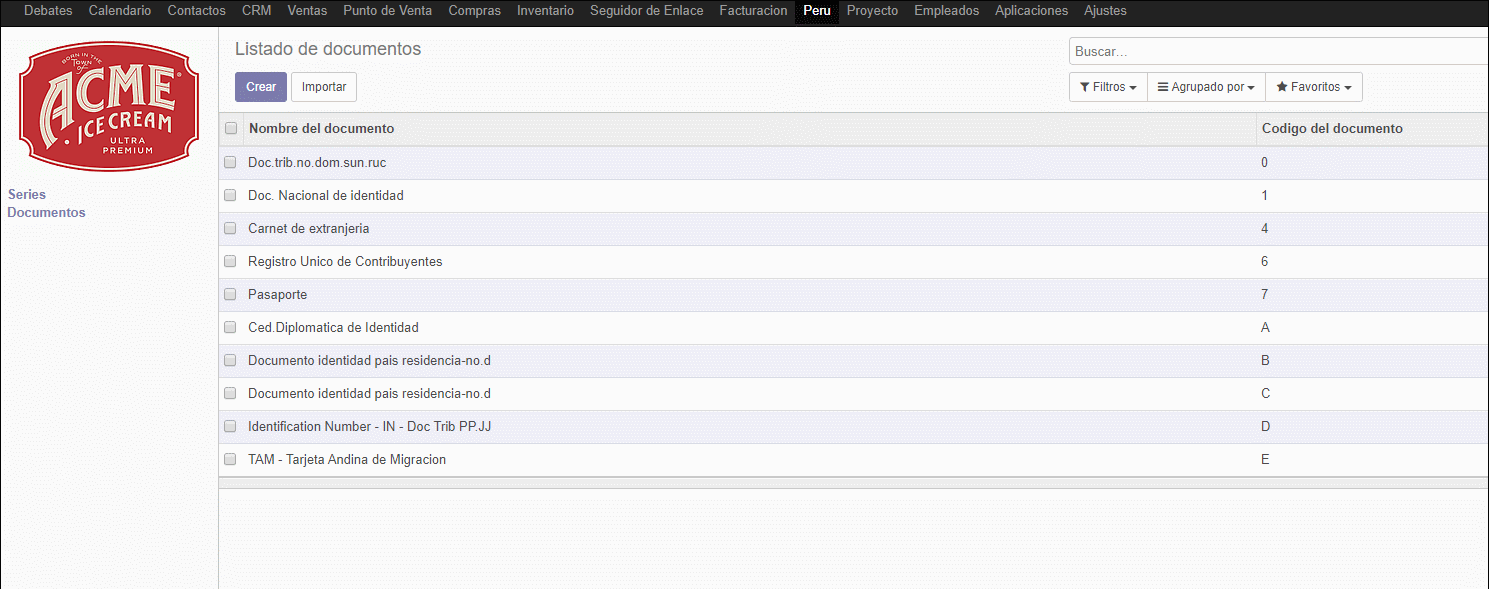 Debates Calendario Contactos CRM Ventas Punto de Venta Compras Inventario Seguidor de Enlace Facturacion Peru Proyecto Empleados Aplicaciones Ajustes
BORN IN THE
TOWN
of
ACME
ICE CREAM
ULTRA
PREMIUM
Series
Documentos
Listado de documentos
Buscar...
Crear Importar
Filtros Agrupado por Favoritos
Nombre del documento Codigo del documento
Doc.trib.no.dom.sun.ruc 0
Doc. Nacional de identidad 1
Carnet de extranjeria 4
Registro Unico de Contribuyentes 6
Pasaporte 7
Ced.Diplomatica de Identidad A
Documento identidad pais residencia-no.d B
Documento identidad pais residencia-no.d C
Identification Number - IN - Doc Trib PP.JJ D
TAM - Tarjeta Andina de Migracion E